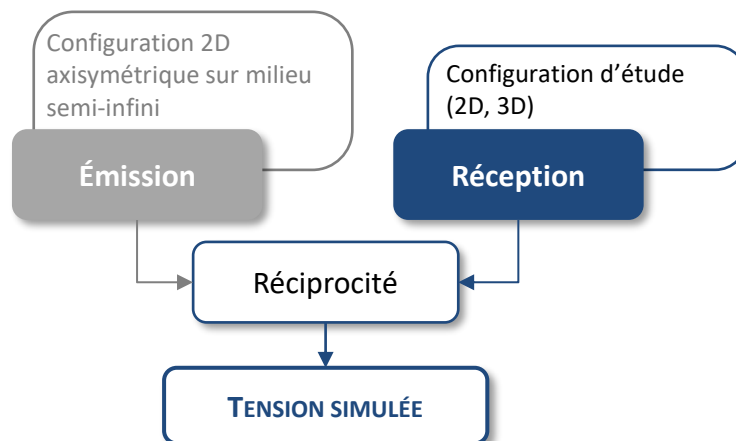 Configuration 2D
axisymétrique sur milieu
semi-infini
Émission
Configuration d’étude
(2D, 3D)
Réception
Réciprocité
TENSION SIMULÉE